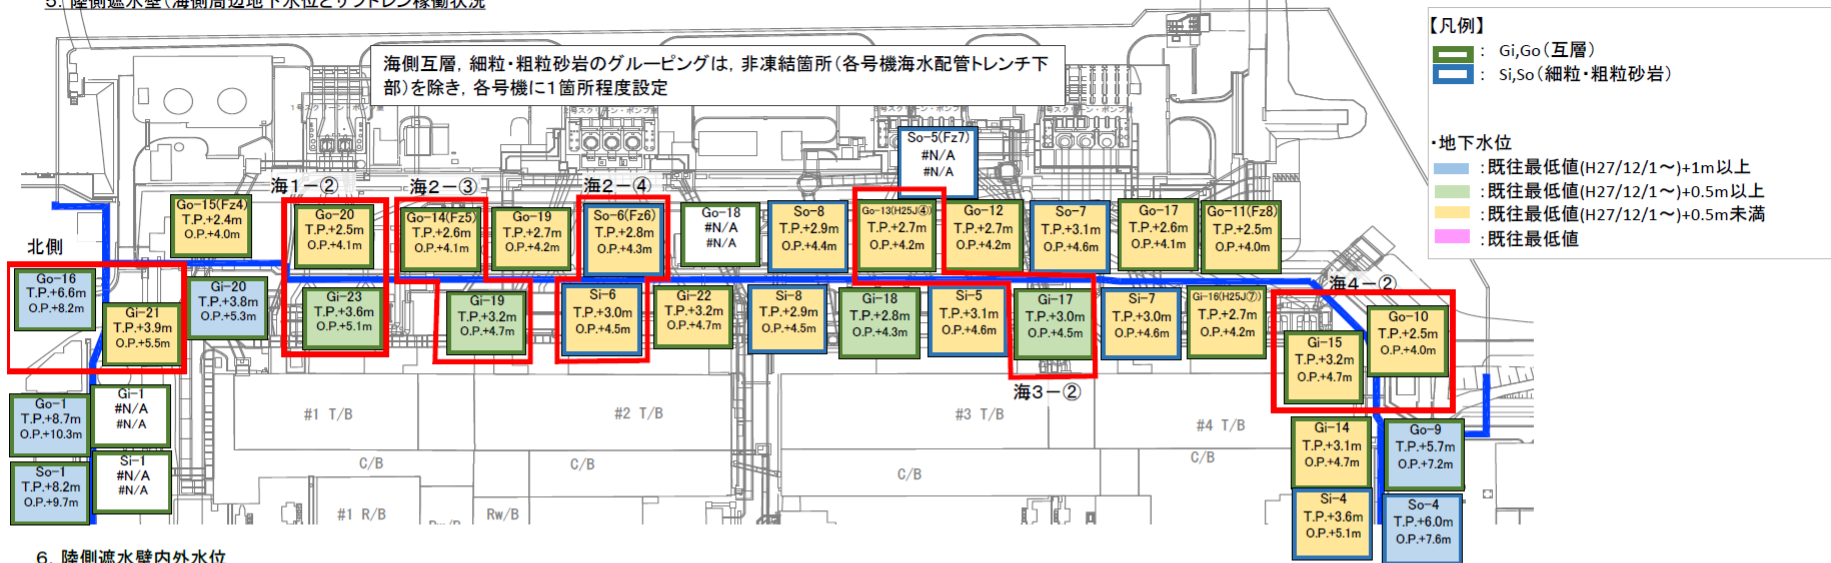 5. 陸側遮水壁(海側周辺地下水位とサブドレン稼働状況
海側互層, 細粒・粗粒砂岩のグルーピングは, 非凍結箇所(各号機海水配管トレンチ下
部)を除き, 各号機に1箇所程度設定
【凡例】
: Gi,Go(互層)
: Si,So(細粒・粗粒砂岩)
・地下水位
:既往最低値(H27/12/1~)+1m以上
:既往最低値(H27/12/1~)+0.5m以上
:既往最低値(H27/12/1~)+0.5m未満
:既往最低値
So-5(Fz7)
#N/A
#N/A
海1-②
海2-③
海2-④
Go-15(Fz4)
T.P.+2.4m
O.P.+4.0m
Go-20
T.P.+2.5m
O.P.+4.1m
Go-14(Fz5)
T.P.+2.6m
O.P.+4.1m
Go-19
T.P.+2.7m
O.P.+4.2m
So-6(Fz6)
T.P.+2.8m
O.P.+4.3m
Go-18
#N/A
#N/A
So-8
T.P.+2.9m
O.P.+4.4m
Go-13(H25J④)
T.P.+2.7m
O.P.+4.2m
Go-12
T.P.+2.7m
O.P.+4.2m
So-7
T.P.+3.1m
O.P.+4.6m
Go-17
T.P.+2.6m
O.P.+4.1m
Go-11(Fz8)
T.P.+2.5m
O.P.+4.0m
北側
Go-16
T.P.+6.6m
O.P.+8.2m
Gi-21
T.P.+3.9m
O.P.+5.5m
Gi-20
T.P.+3.8m
O.P.+5.3m
Gi-23
T.P.+3.6m
O.P.+5.1m
Gi-19
T.P.+3.2m
O.P.+4.7m
Si-6
T.P.+3.0m
O.P.+4.5m
Gi-22
T.P.+3.2m
O.P.+4.7m
Si-8
T.P.+2.9m
O.P.+4.5m
Gi-18
T.P.+2.8m
O.P.+4.3m
Si-5
T.P.+3.1m
O.P.+4.6m
Gi-17
T.P.+3.0m
O.P.+4.5m
Si-7
T.P.+3.0m
O.P.+4.6m
Gi-16(H25J⑦)
T.P.+2.7m
O.P.+4.2m
海4-②
Gi-15
T.P.+3.2m
O.P.+4.7m
Go-10
T.P.+2.5m
O.P.+4.0m
海3-②
Go-1
T.P.+8.7m
O.P.+10.3m
Gi-1
#N/A
#N/A
So-1
T.P.+8.2m
O.P.+9.7m
Si-1
#N/A
#N/A
#1 T/B
#2 T/B
#3 T/B
#4 T/B
C/B
C/B
C/B
C/B
#1 R/B
Rw/B
Gi-14
T.P.+3.1m
O.P.+4.7m
Go-9
T.P.+5.7m
O.P.+7.2m
Si-4
T.P.+3.6m
O.P.+5.1m
So-4
T.P.+6.0m
O.P.+7.6m
6. 陸側遮水壁内外水位